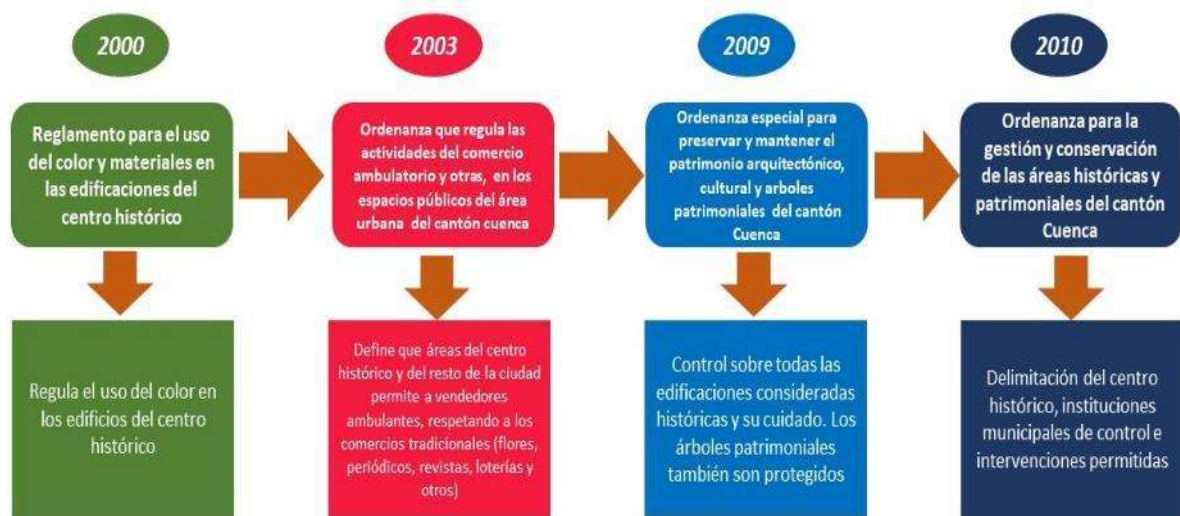 2000
2003
2009
2010
Reglamento para el uso
del color y materiales en
las edificaciones del
centro histórico
Ordenanza que regula las
actividades del comercio
ambulatorio y otras, en los
espacios públicos del área
urbana del cantón cuenca
Ordenanza especial para
preservar y mantener el
patrimonio arquitectónico,
cultural y arboles
patrimoniales del cantón
Cuenca
Ordenanza para la
gestión y conservación
de las áreas históricas y
patrimoniales del cantón
Cuenca
Regula el uso del color en
los edificios del centro
histórico
Define que áreas del centro
histórico y del resto de la ciudad
permite a vendedores
ambulantes, respetando a los
comercios tradicionales (flores,
periódicos, revistas, loterías y
otros)
Control sobre todas las
edificaciones consideradas
históricas y su cuidado. Los
árboles patrimoniales
también son protegidos
Delimitación del centro
histórico, instituciones
municipales de control e
intervenciones permitidas